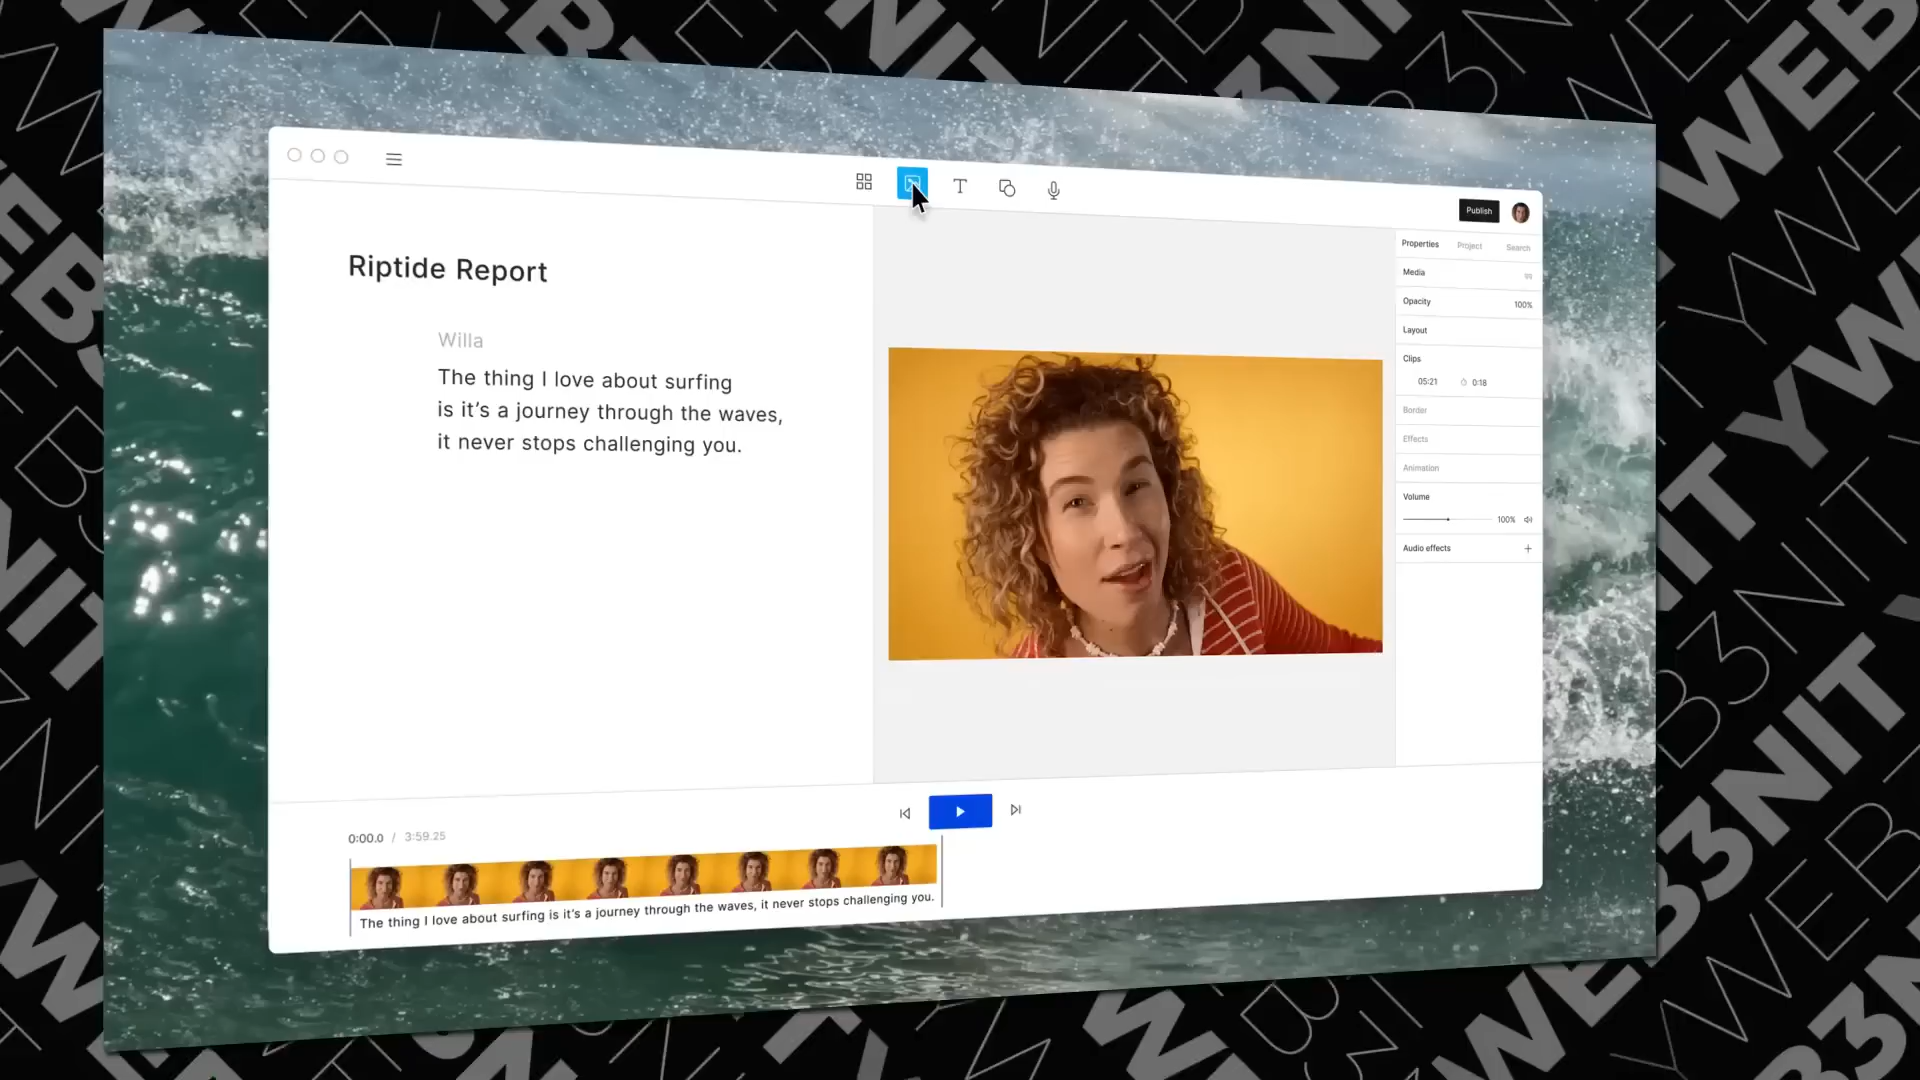 Publish
Properties Project Search
Riptide Report
Media
Opacity 100%
Layout
Willa
Clips
The thing I love about surfing
05:21 0:18
is it's a journey through the waves,
Border
it never stops challenging you.
Effects
Animation
Volume
100%
Audio effects
0:00.0 / 3:59.25
The thing I love about surfing is it's a journey through the waves, it never stops challenging you.
WEB3NITY
WEB3NITY
WEB3NITY